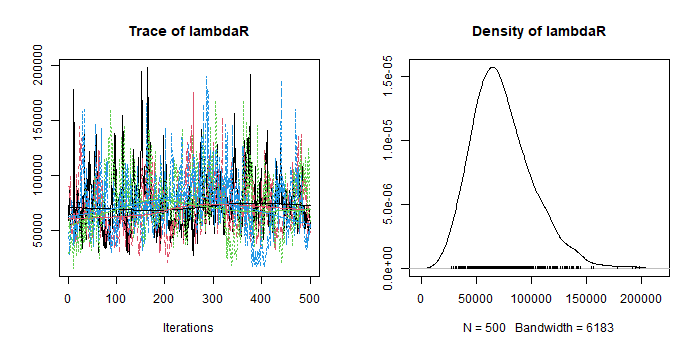 Trace of lambdaR
200000
150000
100000
50000
0 100 200 300 400 500
Iterations
Density of lambdaR
1.5e-05
1.0e-05
5.0e-06
0.0e+00
0 50000 100000 150000 200000
N = 500 Bandwidth = 6183